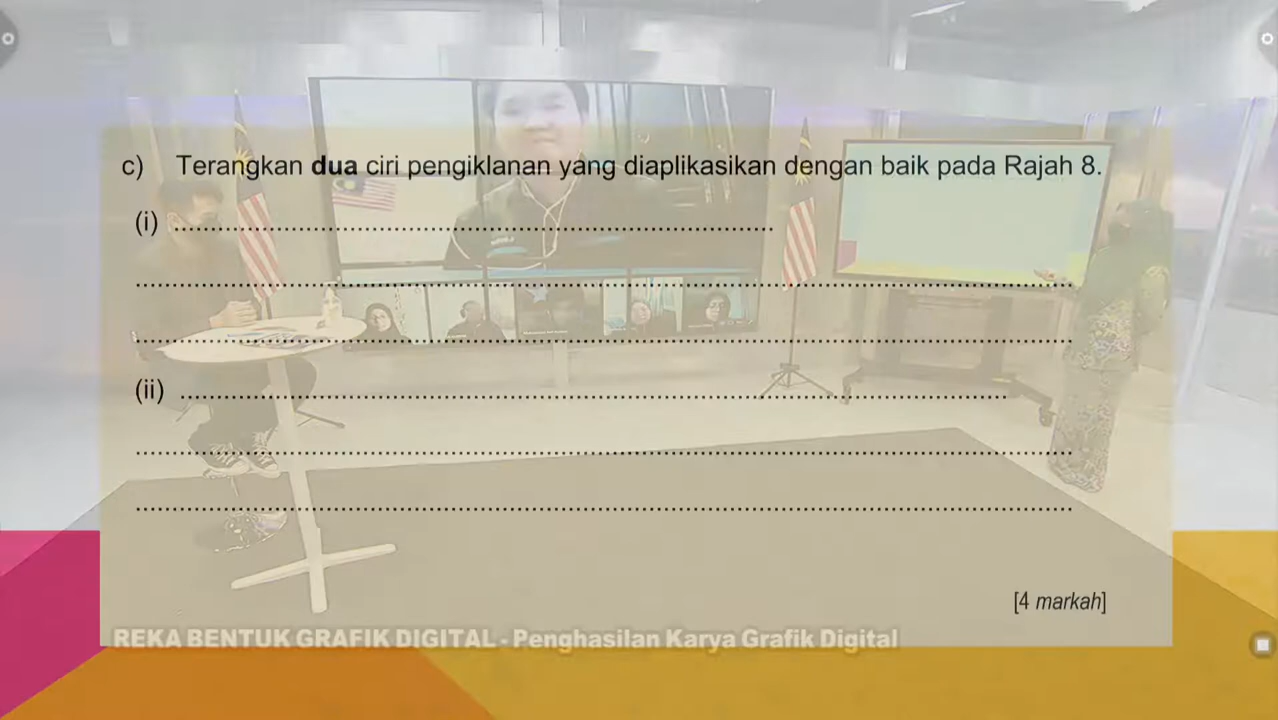 c) Terangkan dua ciri pengiklanan yang diaplikasikan dengan baik pada Rajah 8.
(i) ................................................................................
................................................................................
................................................................................
(ii) ................................................................................
................................................................................
................................................................................
[4 markah]
REKA BENTUK GRAFIK DIGITAL - Penghasilan Karya Grafik Digital